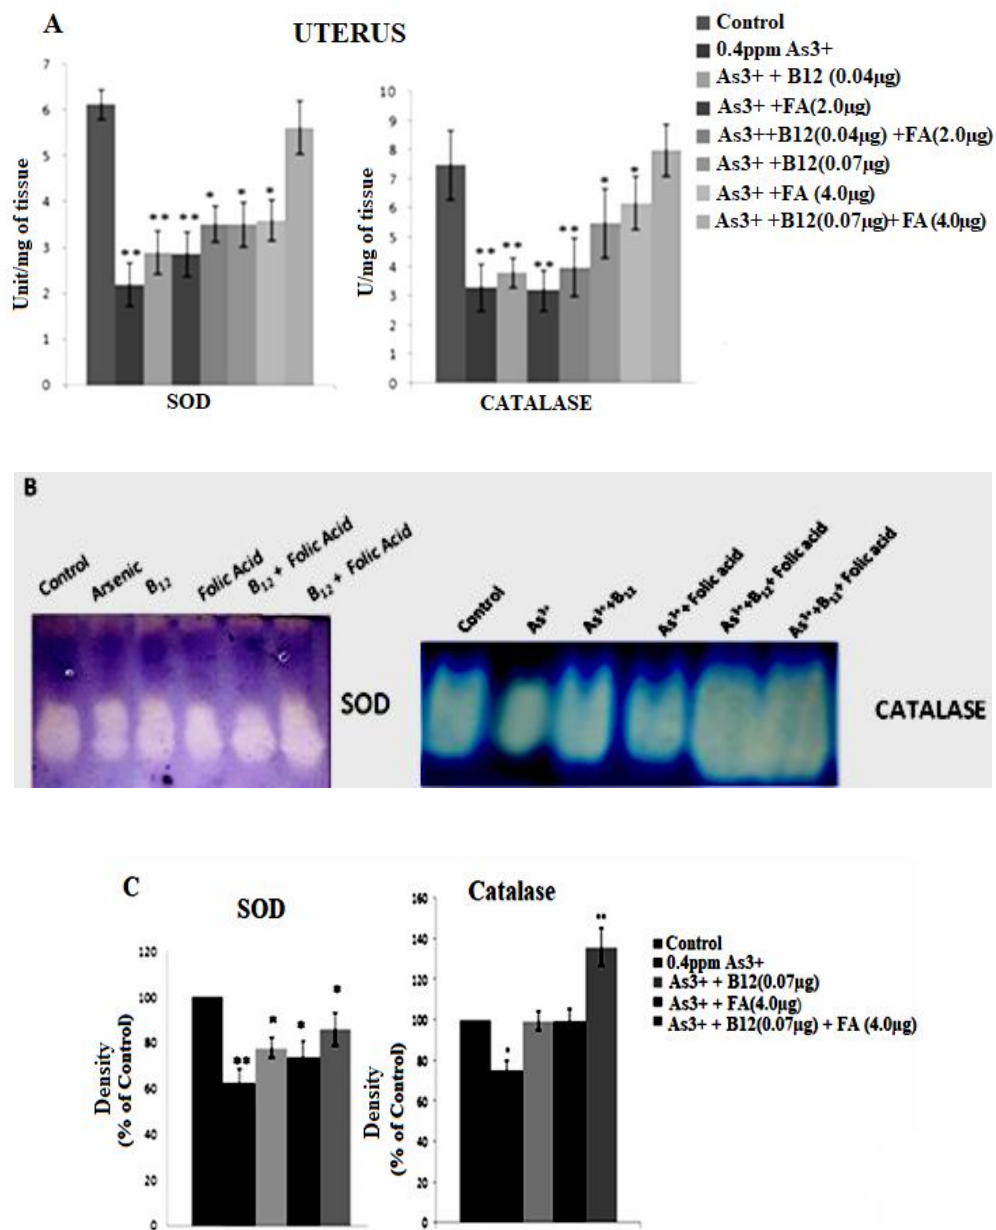 A
UTERUS
Control
0.4ppm As3+
As3+ + B12 (0.04µg)
As3+ +FA(2.0µg)
As3++B12(0.04µg) +FA(2.0µg)
As3+ +B12(0.07µg)
As3+ +FA (4.0µg)
As3+ +B12(0.07µg)+ FA (4.0µg)
Unit/mg of tissue
7
6
5
4
3
2
1
0
** ** ** * * *
SOD
U/mg of tissue
10
9
8
7
6
5
4
3
2
1
0
** ** ** ** * *
CATALASE
B
Control
Arsenic
B12
Folic Acid
B12 + Folic Acid
B12 + Folic Acid
SOD
Control
As3+
As3++B12
As3++ Folic acid
As3++B12+ Folic acid
As3++B12+ Folic acid
CATALASE
C
SOD
Density
(% of Control)
120
100
80
60
40
20
0
** * * *
Catalase
Density
(% of Control)
160
140
120
100
80
60
40
20
0
* **
Control
0.4ppm As3+
As3+ + B12(0.07µg)
As3+ + FA(4.0µg)
As3+ + B12(0.07µg) + FA (4.0µg)